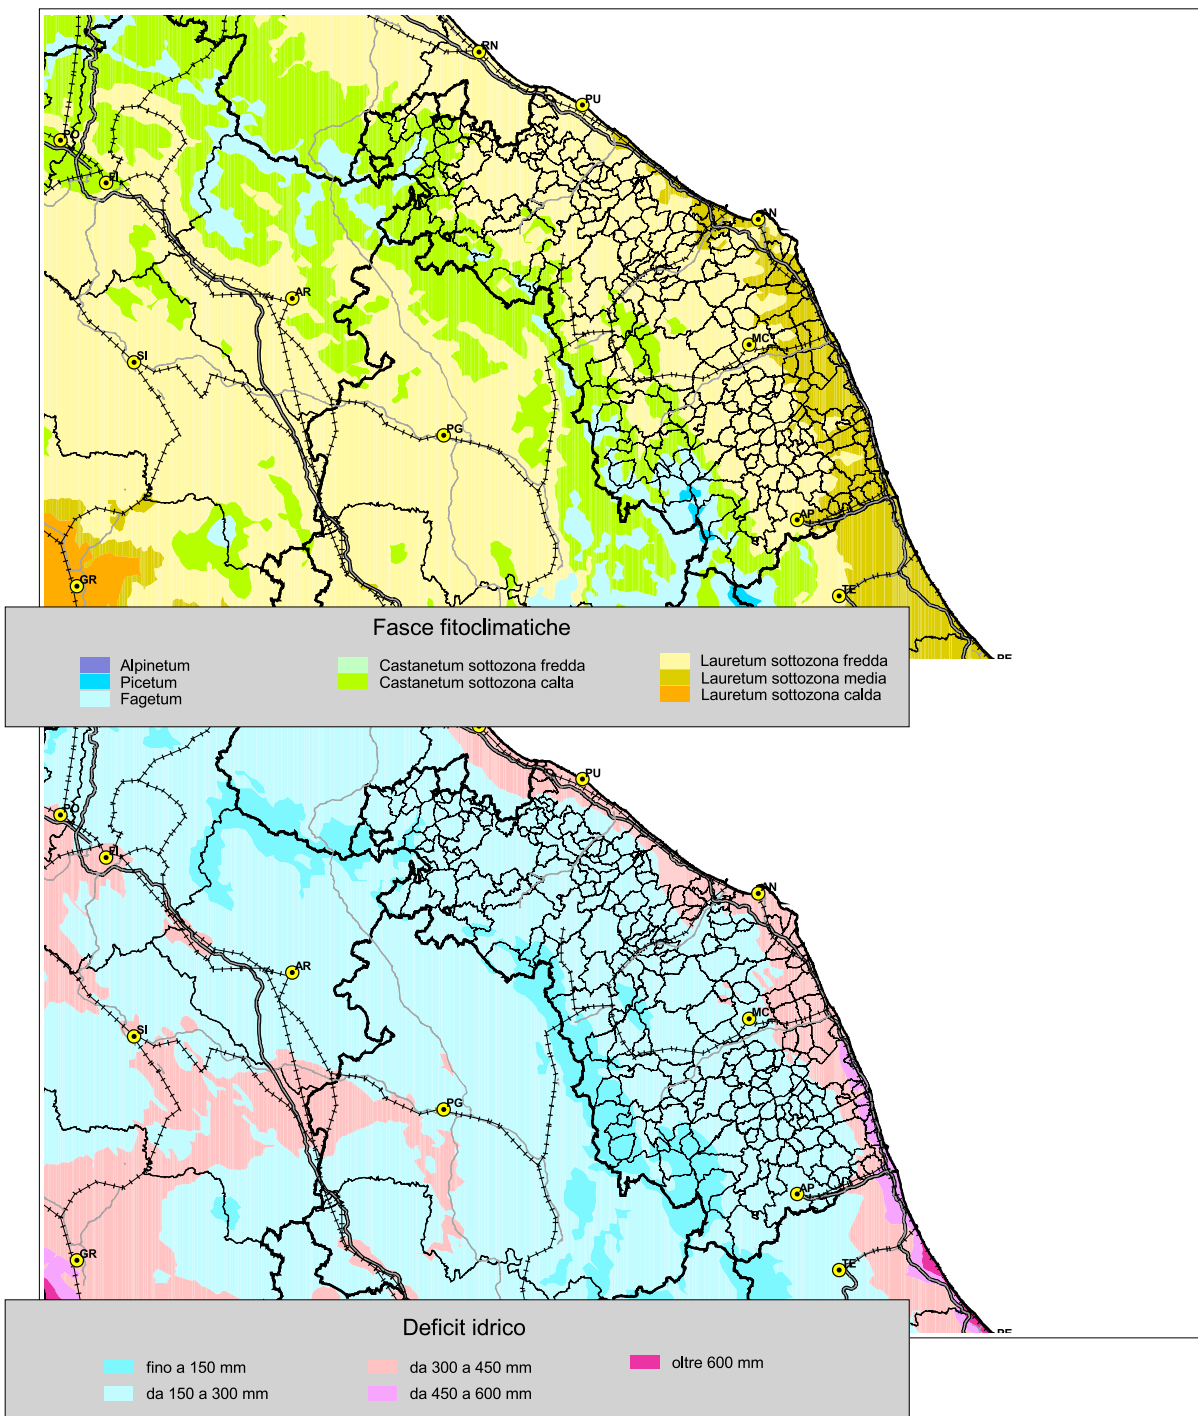 RN
PU
PO
FI
AN
AR
MC
SI
PG
AP
GR
TE
PE
Fasce fitoclimatiche
Alpinetum
Picetum
Fagetum
Castanetum sottozona fredda
Castanetum sottozona calta
Lauretum sottozona fredda
Lauretum sottozona media
Lauretum sottozona calda
PU
PO
FI
AN
AR
MC
SI
PG
AP
GR
TE
PE
Deficit idrico
fino a 150 mm
da 150 a 300 mm
da 300 a 450 mm
da 450 a 600 mm
oltre 600 mm